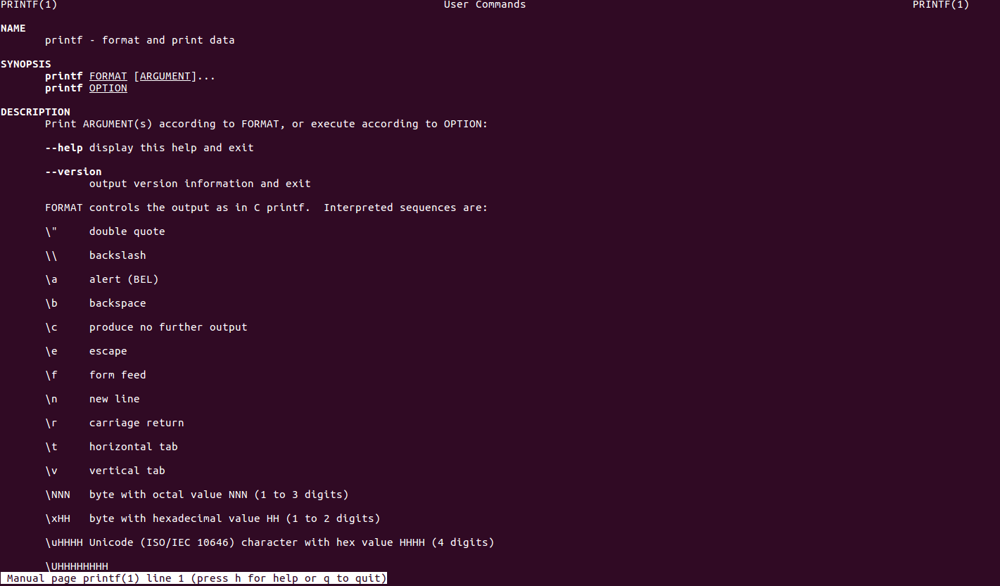 PRINTF(1) User Commands PRINTF(1)
NAME
printf - format and print data
SYNOPSIS
printf FORMAT [ARGUMENT]...
printf OPTION
DESCRIPTION
Print ARGUMENT(s) according to FORMAT, or execute according to OPTION:
--help display this help and exit
--version
output version information and exit
FORMAT controls the output as in C printf.  Interpreted sequences are:
\"     double quote
\\     backslash
\a     alert (BEL)
\b     backspace
\c     produce no further output
\e     escape
\f     form feed
\n     new line
\r     carriage return
\t     horizontal tab
\v     vertical tab
\NNN   byte with octal value NNN (1 to 3 digits)
\xHH   byte with hexadecimal value HH (1 to 2 digits)
\uHHHH Unicode (ISO/IEC 10646) character with hex value HHHH (4 digits)
\UHHHHHHHH
Manual page printf(1) line 1 (press h for help or q to quit)